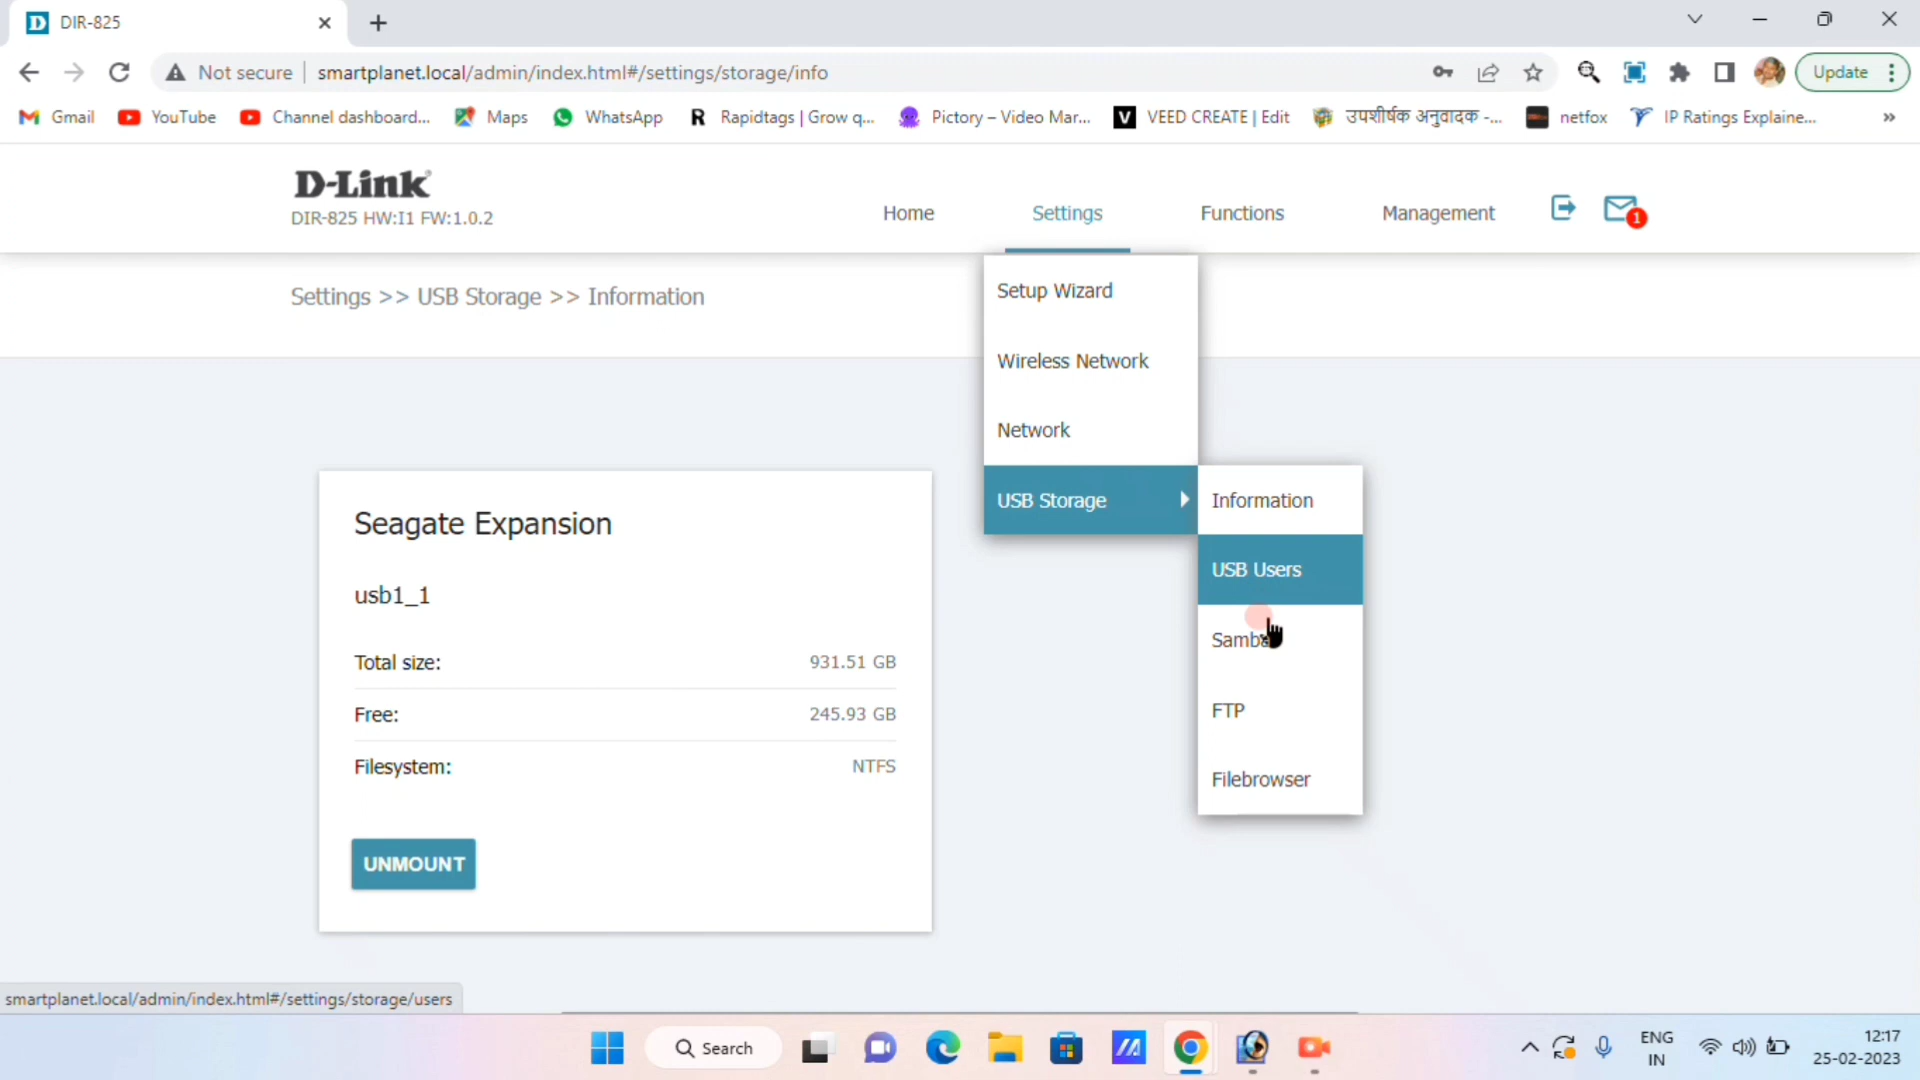 DIR-825
Not secure
smartplanet.local/admin/index.html#/settings/storage/info
Update
Gmail
YouTube
Channel dashboard...
Maps
WhatsApp
Rapidtags | Grow q...
Pictory – Video Mar...
VEED CREATE | Edit
उपशीर्षक अनुवादक -...
netfox
IP Ratings Explaine...
»
D-Link
DIR-825 HW:I1 FW:1.0.2
Home
Settings
Functions
Management
1
Settings >> USB Storage >> Information
Setup Wizard
Wireless Network
Network
USB Storage
Information
USB Users
Samba
FTP
Filebrowser
Seagate Expansion
usb1_1
Total size: 931.51 GB
Free: 245.93 GB
Filesystem: NTFS
UNMOUNT
smartplanet.local/admin/index.html#/settings/storage/users
Search
ENG
IN
12:17
25-02-2023